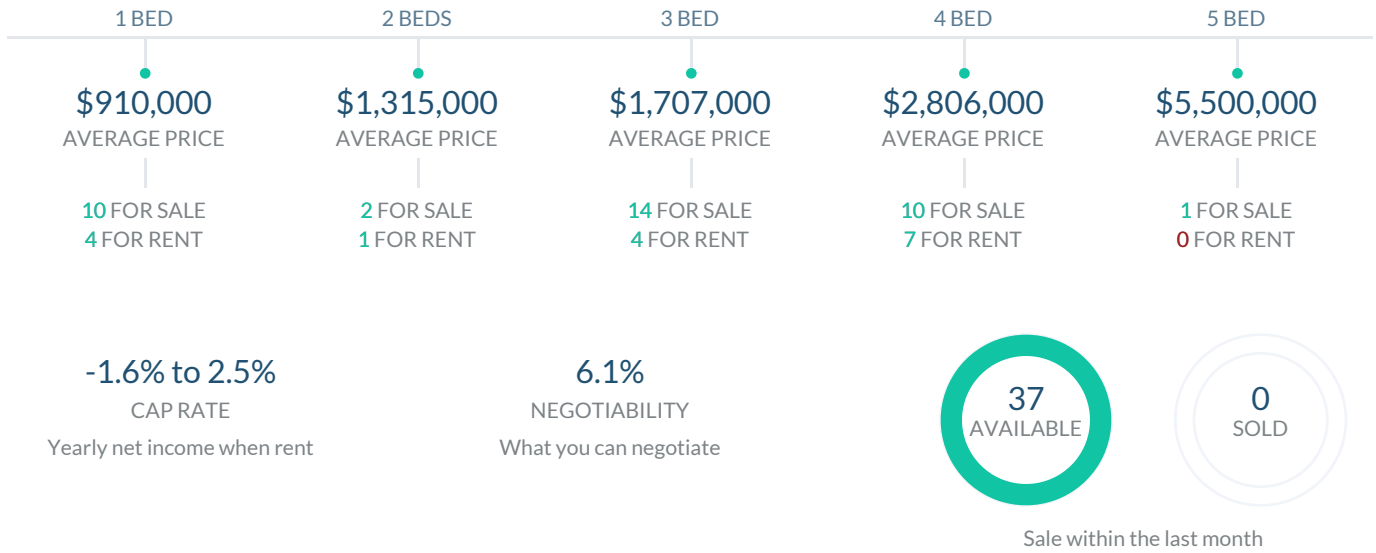 1 BED 2 BEDS 3 BED 4 BED 5 BED
$910,000 $1,315,000 $1,707,000 $2,806,000 $5,500,000
AVERAGE PRICE AVERAGE PRICE AVERAGE PRICE AVERAGE PRICE AVERAGE PRICE
10 FOR SALE 2 FOR SALE 14 FOR SALE 10 FOR SALE 1 FOR SALE
4 FOR RENT 1 FOR RENT 4 FOR RENT 7 FOR RENT 0 FOR RENT
-1.6% to 2.5%
CAP RATE
Yearly net income when rent
6.1%
NEGOTIABILITY
What you can negotiate
37
AVAILABLE
0
SOLD
Sale within the last month